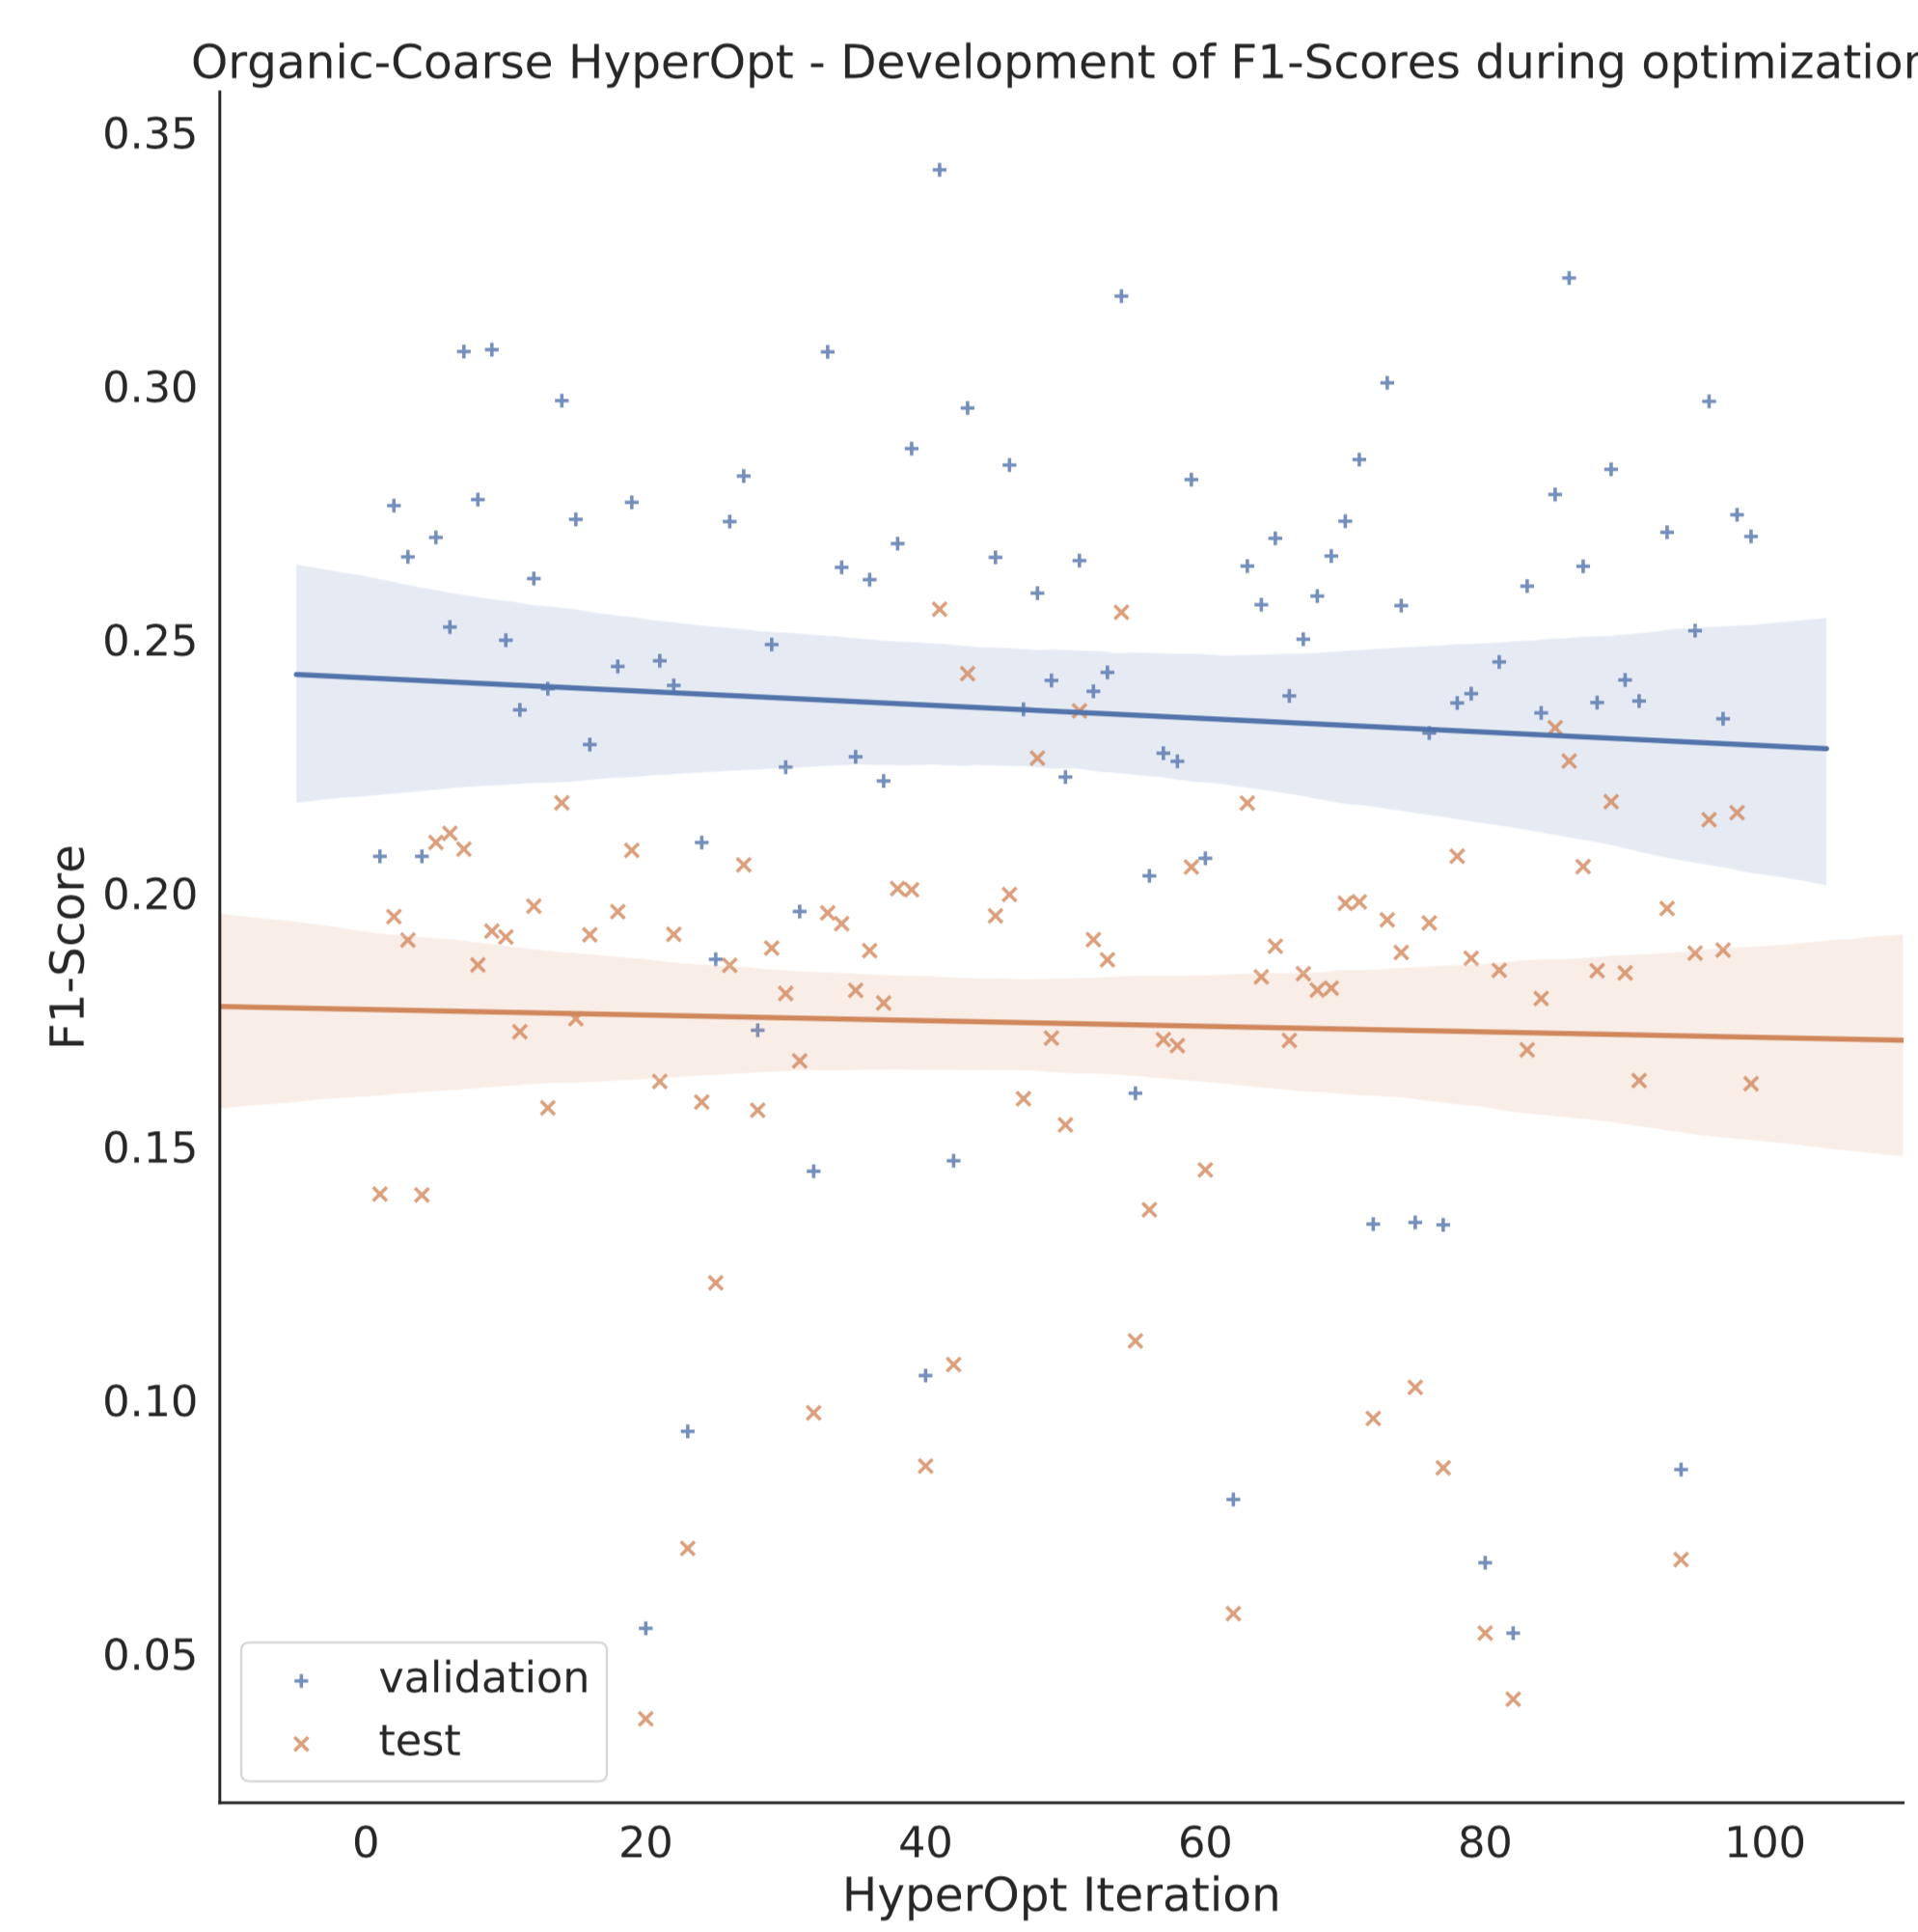 Organic-Coarse HyperOpt - Development of F1-Scores during optimization
0.35
0.30
0.25
0.20
0.15
0.10
0.05
F1-Score
validation
test
0 20 40 60 80 100
HyperOpt Iteration